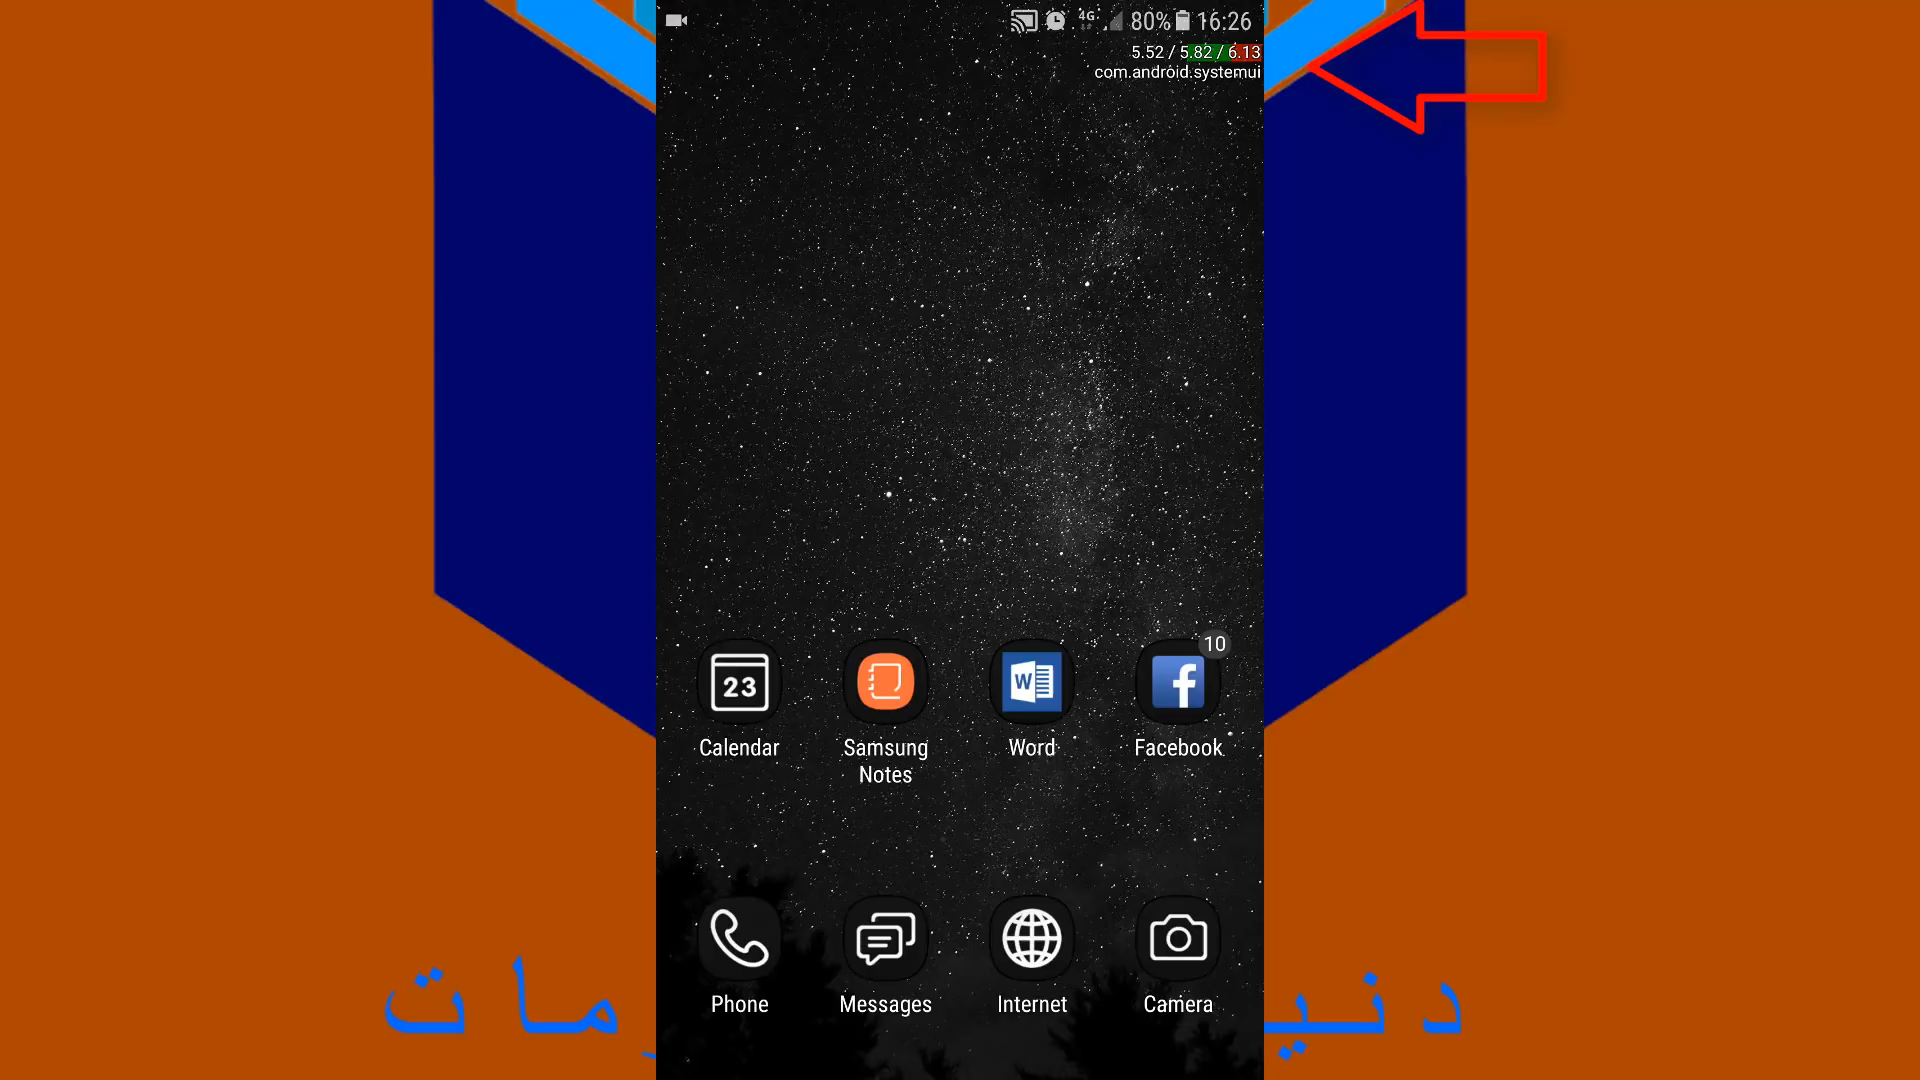 80% 16:26
4G
5.52 / 5.82 / 6.13
com.android.systemui
10
23
W
f
Calendar
Samsung
Notes
Word
Facebook
Phone
Messages
Internet
Camera